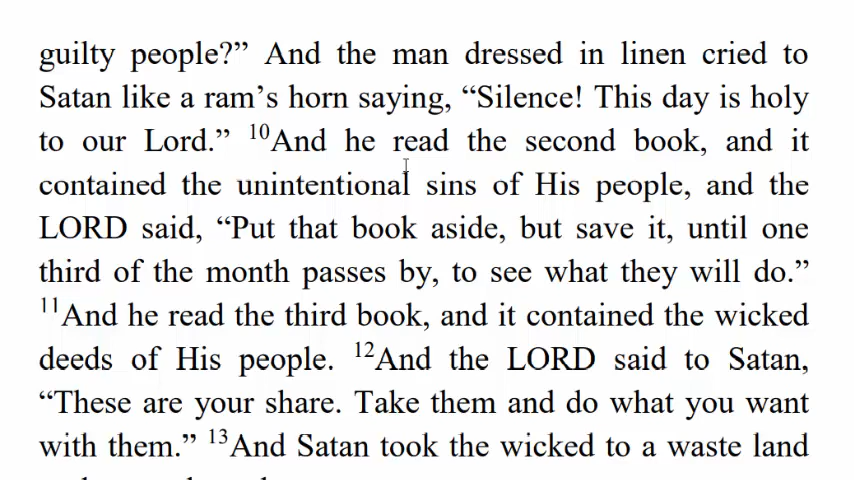 guilty people?” And the man dressed in linen cried to
Satan like a ram’s horn saying, “Silence! This day is holy
to our Lord.” 10And he read the second book, and it
contained the unintentional sins of His people, and the
LORD said, “Put that book aside, but save it, until one
third of the month passes by, to see what they will do.”
11And he read the third book, and it contained the wicked
deeds of His people. 12And the LORD said to Satan,
“These are your share. Take them and do what you want
with them.” 13And Satan took the wicked to a waste land